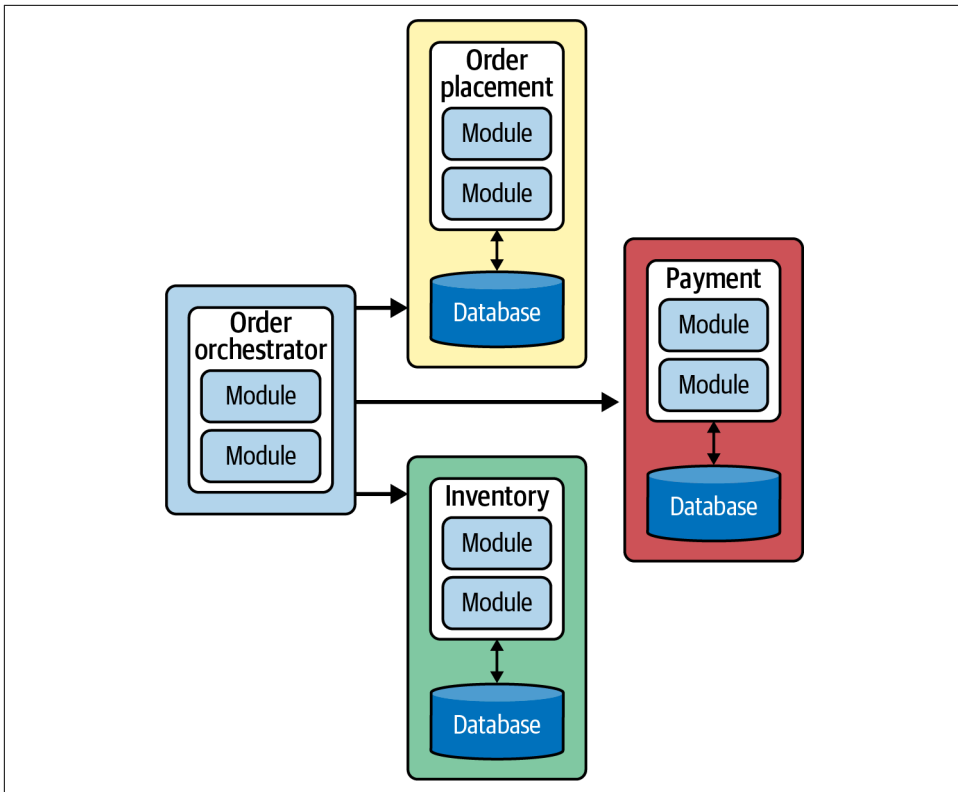 Order
placement
Module
Module
Database
Order
orchestrator
Module
Module
Payment
Module
Module
Database
Inventory
Module
Module
Database